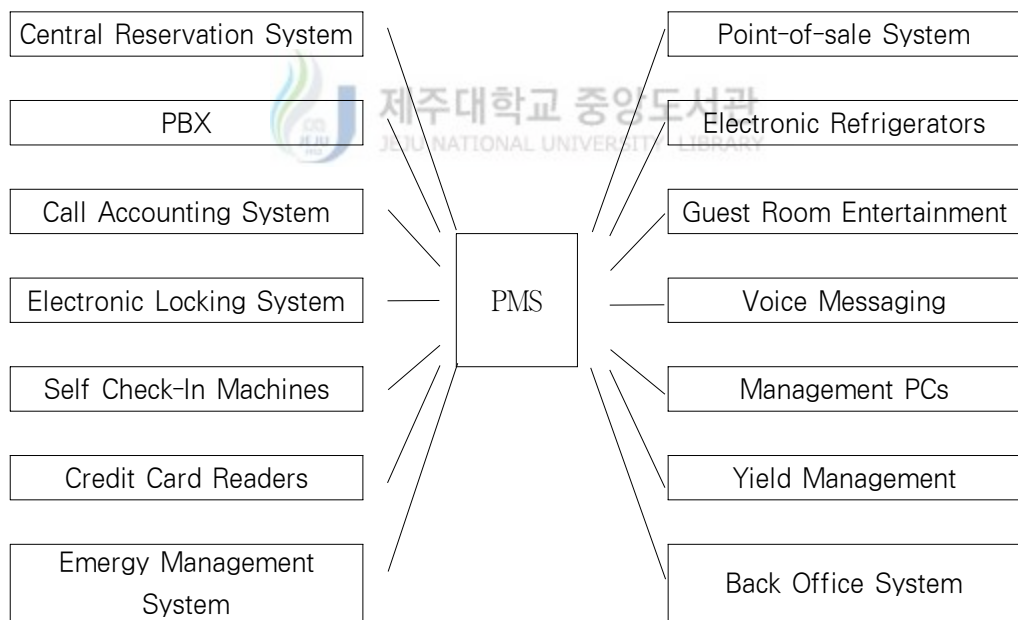 Central Reservation System
Point-of-sale System
제주대학교 중앙도서관
JEJU NATIONAL UNIVERSITY LIBRARY
JEJU
1952
PBX
Electronic Refrigerators
Call Accounting System
Guest Room Entertainment
PMS
Electronic Locking System
Voice Messaging
Self Check-In Machines
Management PCs
Credit Card Readers
Yield Management
Emergy Management
System
Back Office System